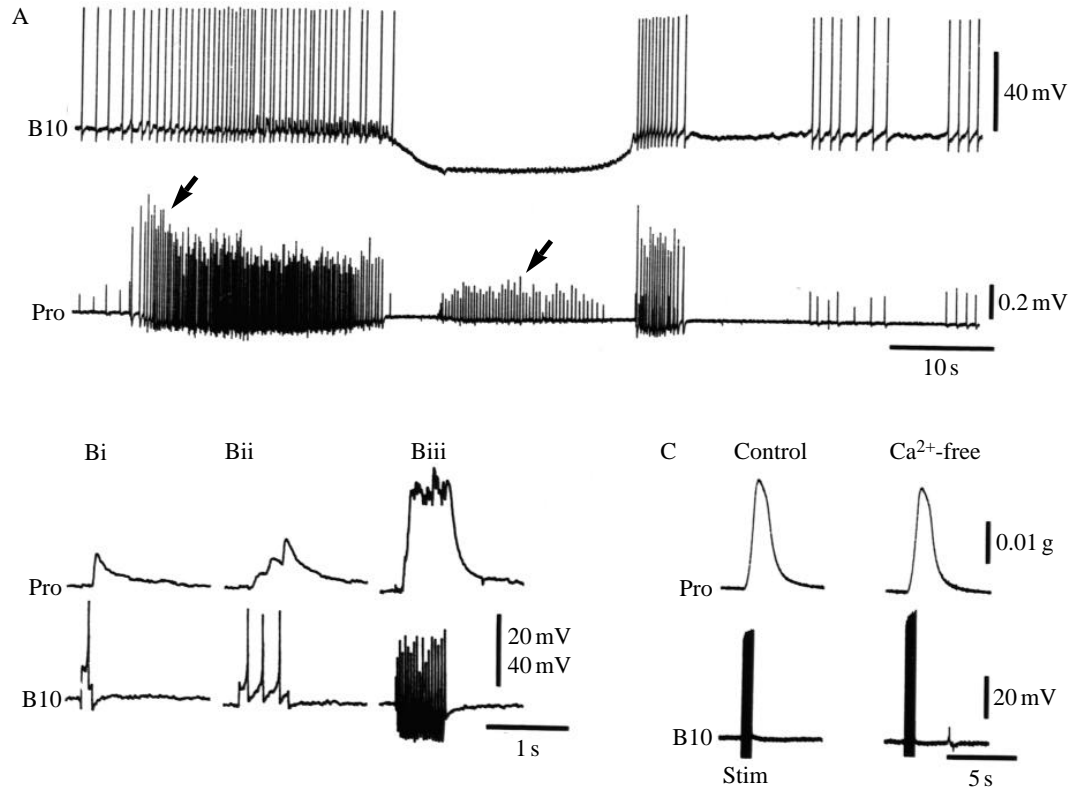 A
40 mV
B10
0.2 mV
Pro
10 s
Bi Bii Biii C Control Ca2+-free
0.01 g
Pro Pro
20 mV
40 mV
20 mV
B10
B10
1 s
Stim 5 s